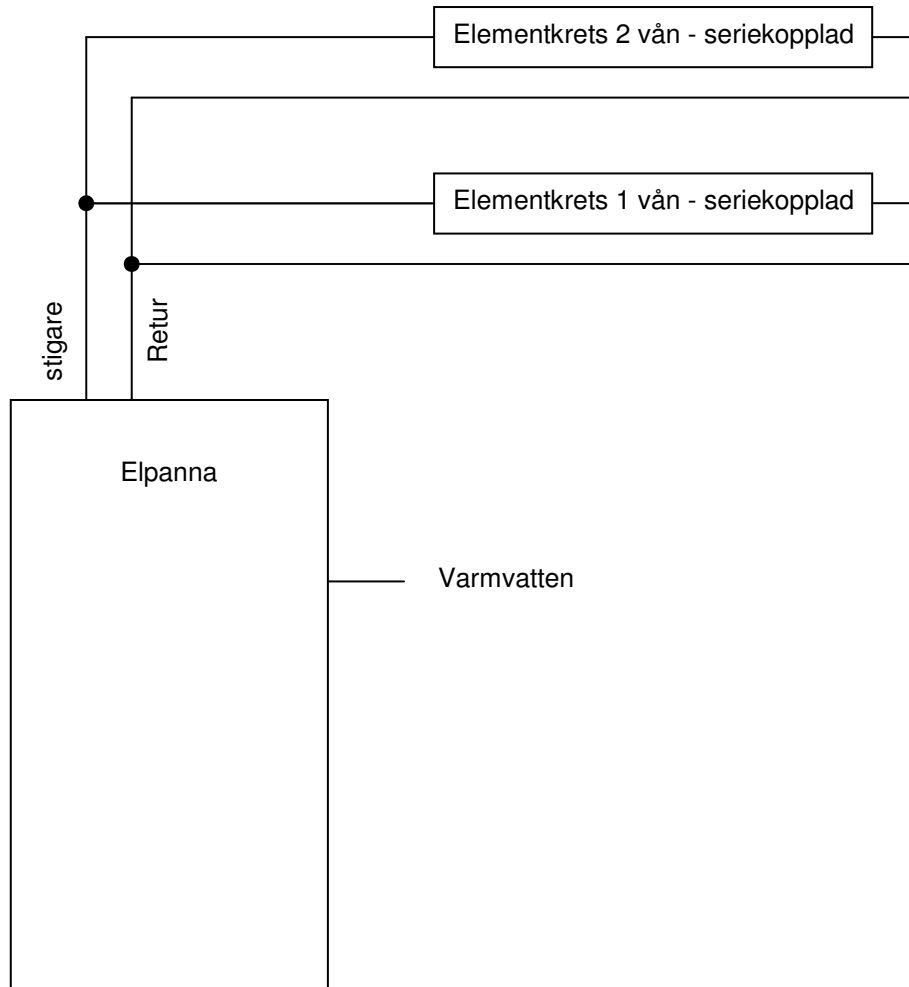 Elementkrets 2 vån - seriekopplad
Elementkrets 1 vån - seriekopplad
stigare
Retur
Elpanna
Varmvatten